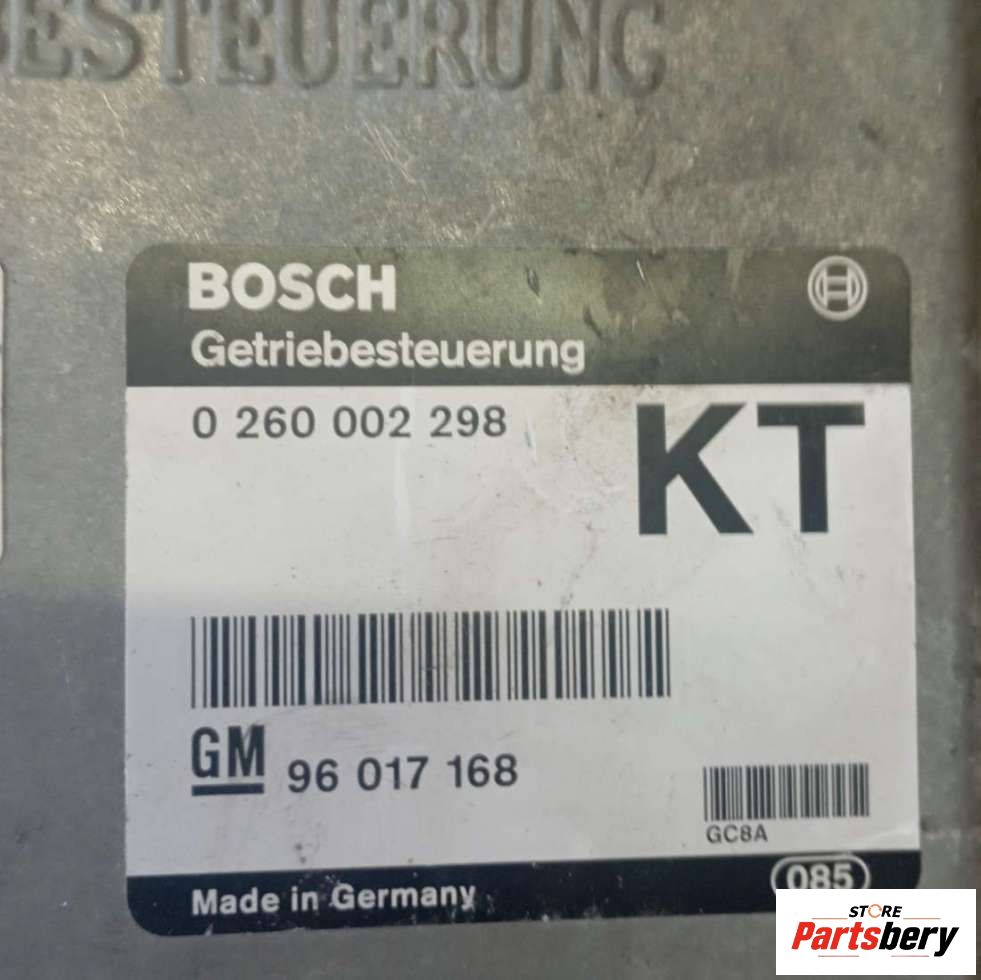 BESTEUERUNG
BOSCH
Getriebesteuerung
0 260 002 298
KT
GM 96 017 168
GC8A
Made in Germany
085
STORE
Partsbery